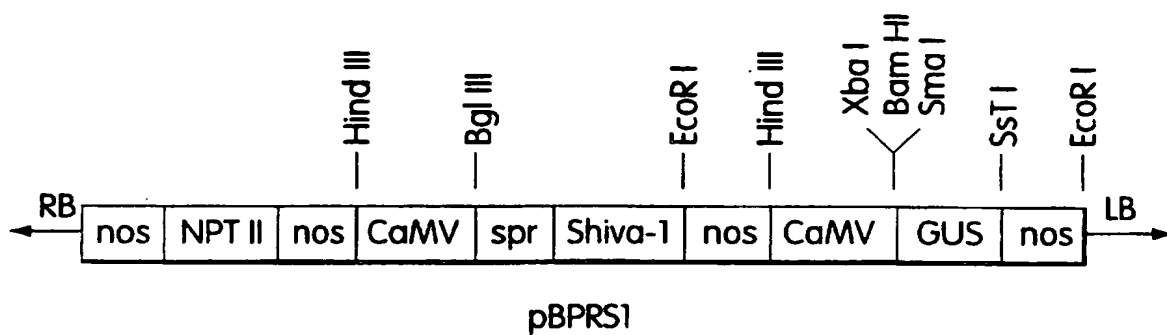 Hind III
Bgl III
EcoR I
Hind III
Xba I
Bam HI
Sma I
SsT I
EcoR I
RB nos NPT II nos CaMV spr Shiva-1 nos CaMV GUS nos LB
pBPRS1